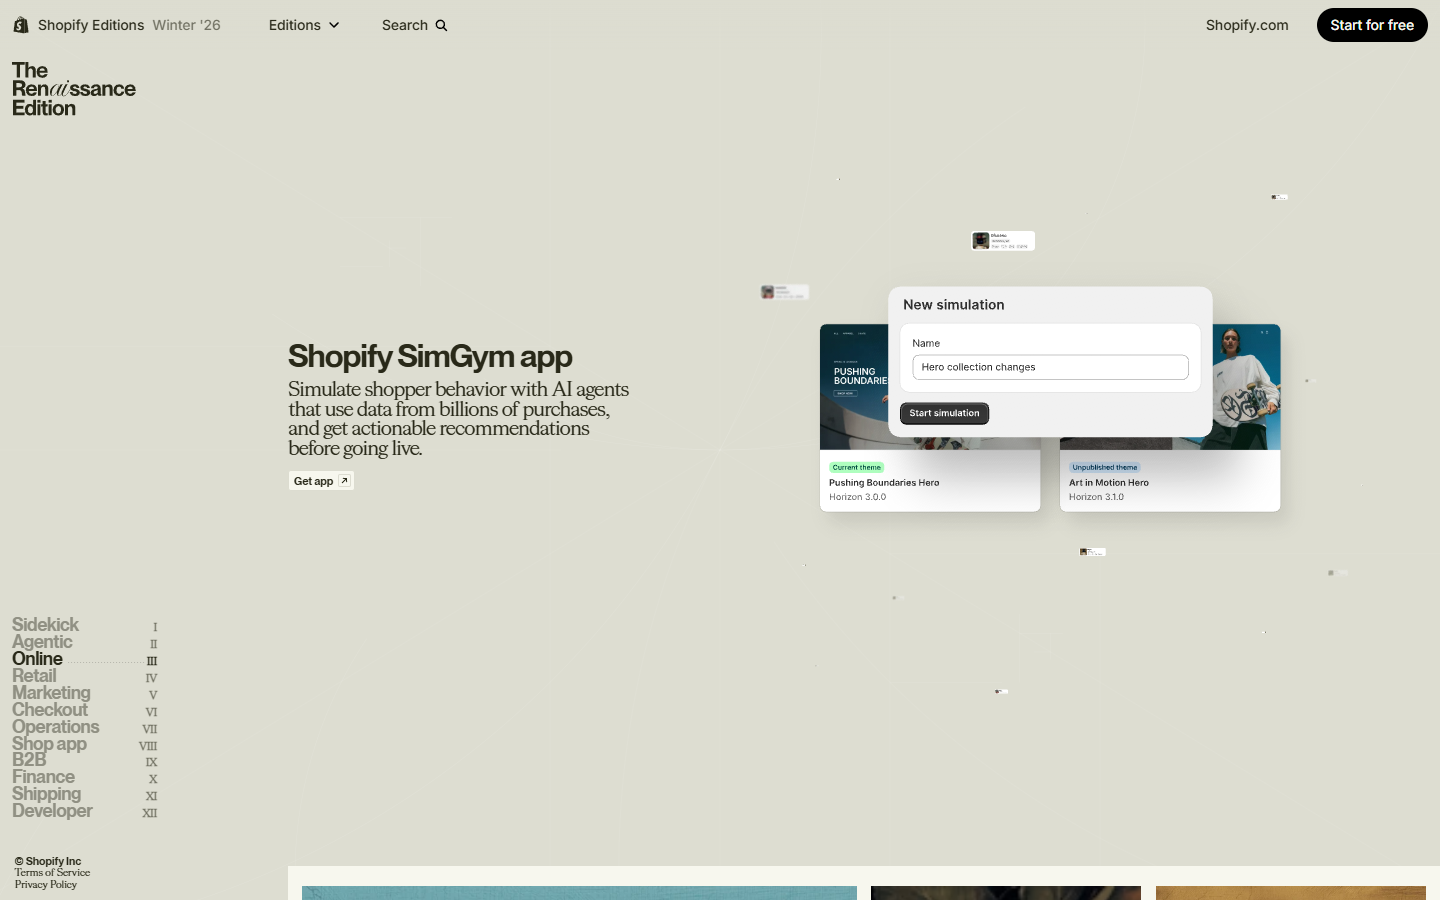 Shopify Editions Winter '26
Editions
Search
Shopify.com
Start for free
The
Renaissance
Edition
Shopify SimGym app
Simulate shopper behavior with AI agents
that use data from billions of purchases,
and get actionable recommendations
before going live.
Get app
New simulation
Name
Hero collection changes
Start simulation
PUSHING
BOUNDARIES
SHOP NOW
Current theme
Pushing Boundaries Hero
Horizon 3.0.0
Unpublished theme
Art in Motion Hero
Horizon 3.1.0
Sidekick I
Agentic II
Online III
Retail IV
Marketing V
Checkout VI
Operations VII
Shop app VIII
B2B IX
Finance X
Shipping XI
Developer XII
© Shopify Inc
Terms of Service
Privacy Policy